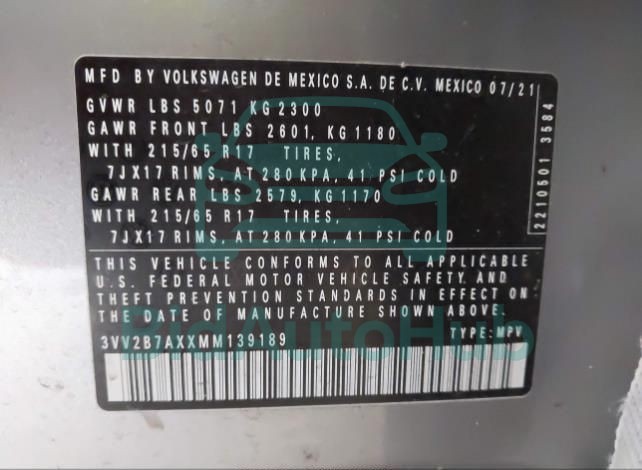 MFD BY VOLKSWAGEN DE MEXICO S.A. DE C.V. MEXICO 07/21
GVWR LBS 5071 KG 2300
GAWR FRONT LBS 2601, KG 1180
WITH 215/65 R17 TIRES,
7JX17 RIMS, AT 280 KPA, 41 PSI COLD
GAWR REAR LBS 2579, KG 1170
WITH 215/65 R17 TIRES,
7JX17 RIMS, AT 280 KPA, 41 PSI COLD
THIS VEHICLE CONFORMS TO ALL APPLICABLE
U.S. FEDERAL MOTOR VEHICLE SAFETY, AND
THEFT PREVENTION STANDARDS IN EFFECT ON
THE DATE OF MANUFACTURE SHOWN ABOVE.
3VV2B7AXXMM139189 TYPE: MPV
2210501 3584
BidAutoHub